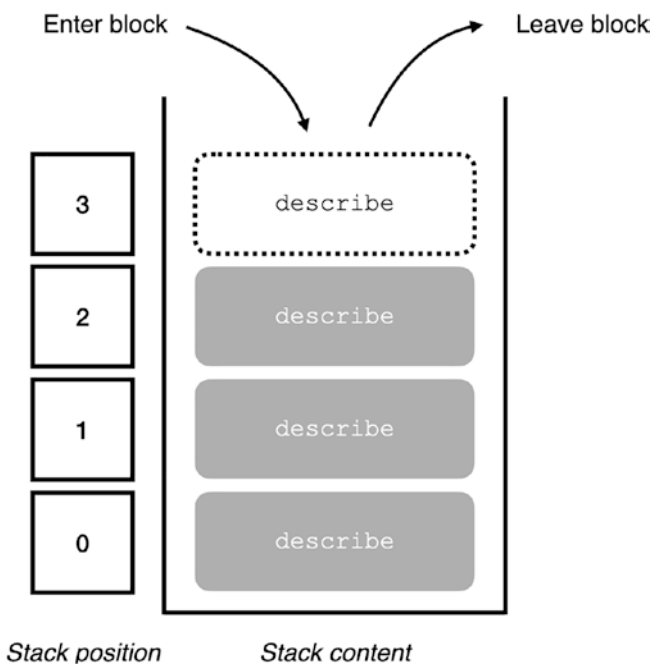 Enter block
Leave block
3
describe
2
describe
1
describe
0
describe
Stack position
Stack content